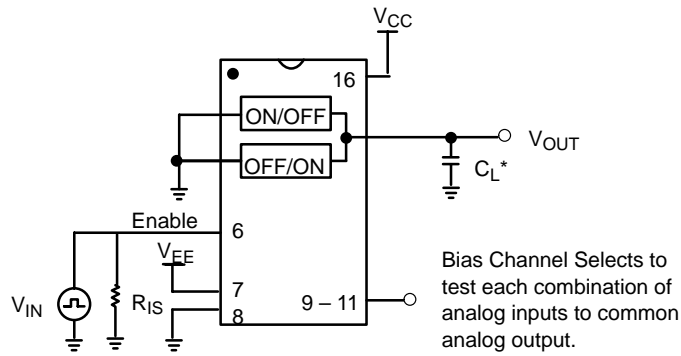 VCC
16
ON/OFF
VOUT
OFF/ON
CL*
Enable
6
VEE
VIN
RIS
7
8
9 – 11
Bias Channel Selects to
test each combination of
analog inputs to common
analog output.